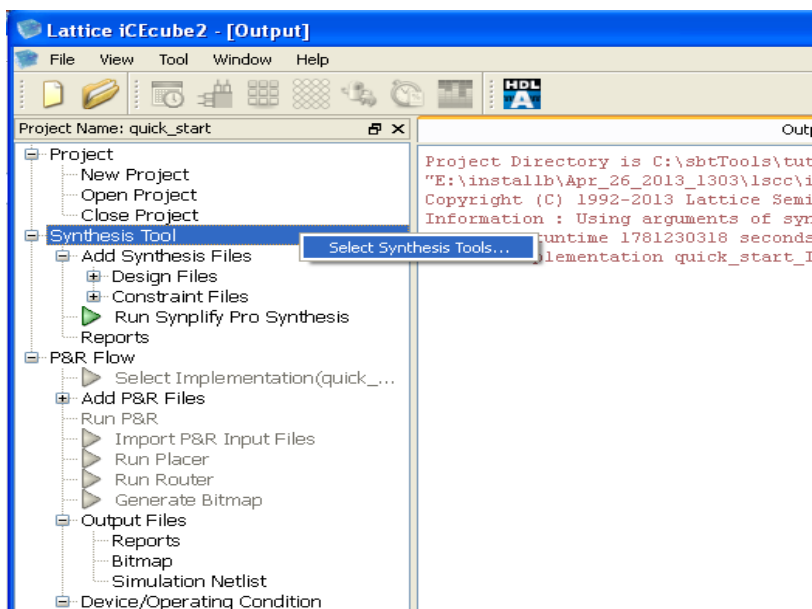 Lattice iCEcube2 - [Output]
File View Tool Window Help
HDL
"A"
Project Name: quick_start
Project
New Project
Open Project
Close Project
Synthesis Tool
Select Synthesis Tools...
Add Synthesis Files
Design Files
Constraint Files
Run Synplify Pro Synthesis
Reports
P&R Flow
Select Implementation(quick_...
Add P&R Files
Run P&R
Import P&R Input Files
Run Placer
Run Router
Generate Bitmap
Output Files
Reports
Bitmap
Simulation Netlist
Device/Operating Condition
Outp
Project Directory is C:\sbtTools\tut
"E:\installb\Apr_26_2013_1303\lscc\i
Copyright (C) 1992-2013 Lattice Semi
Information : Using arguments of syn
runtime 1781230318 seconds
lementation quick_start_I